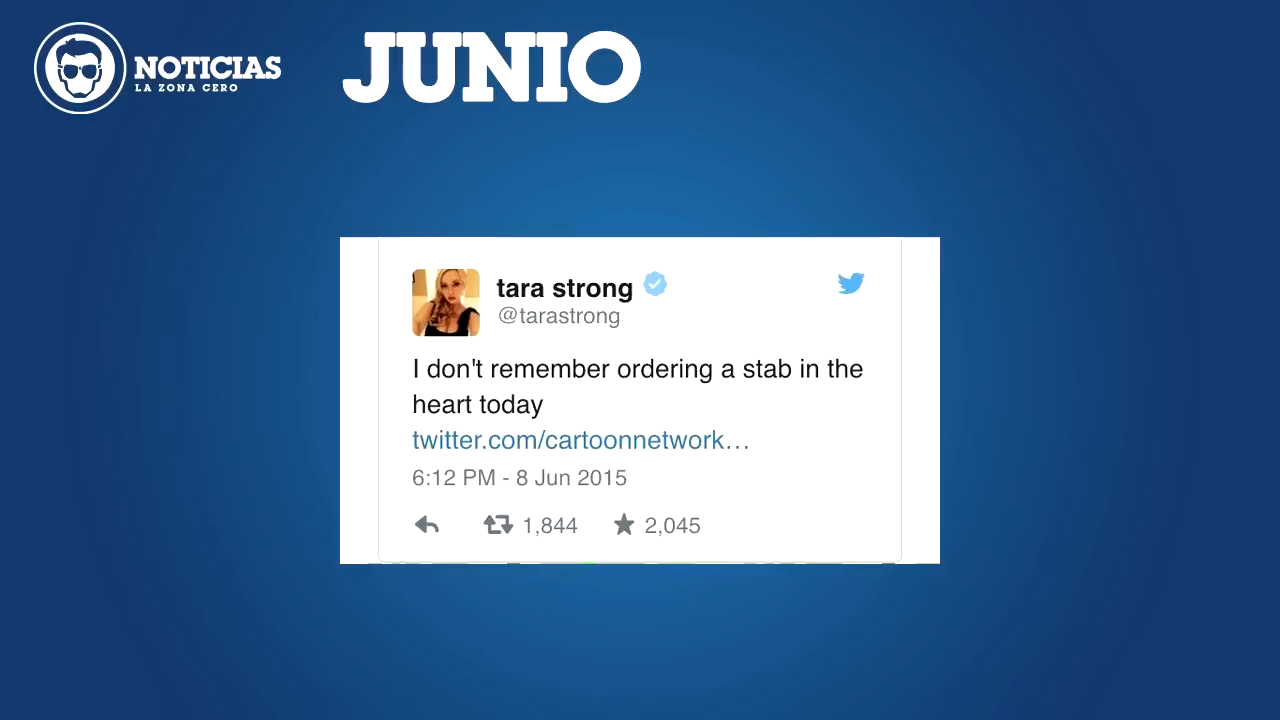 NOTICIAS
LA ZONA CERO
JUNIO
tara strong
@tarastrong
I don't remember ordering a stab in the
heart today
twitter.com/cartoonnetwork…
6:12 PM - 8 Jun 2015
1,844 2,045